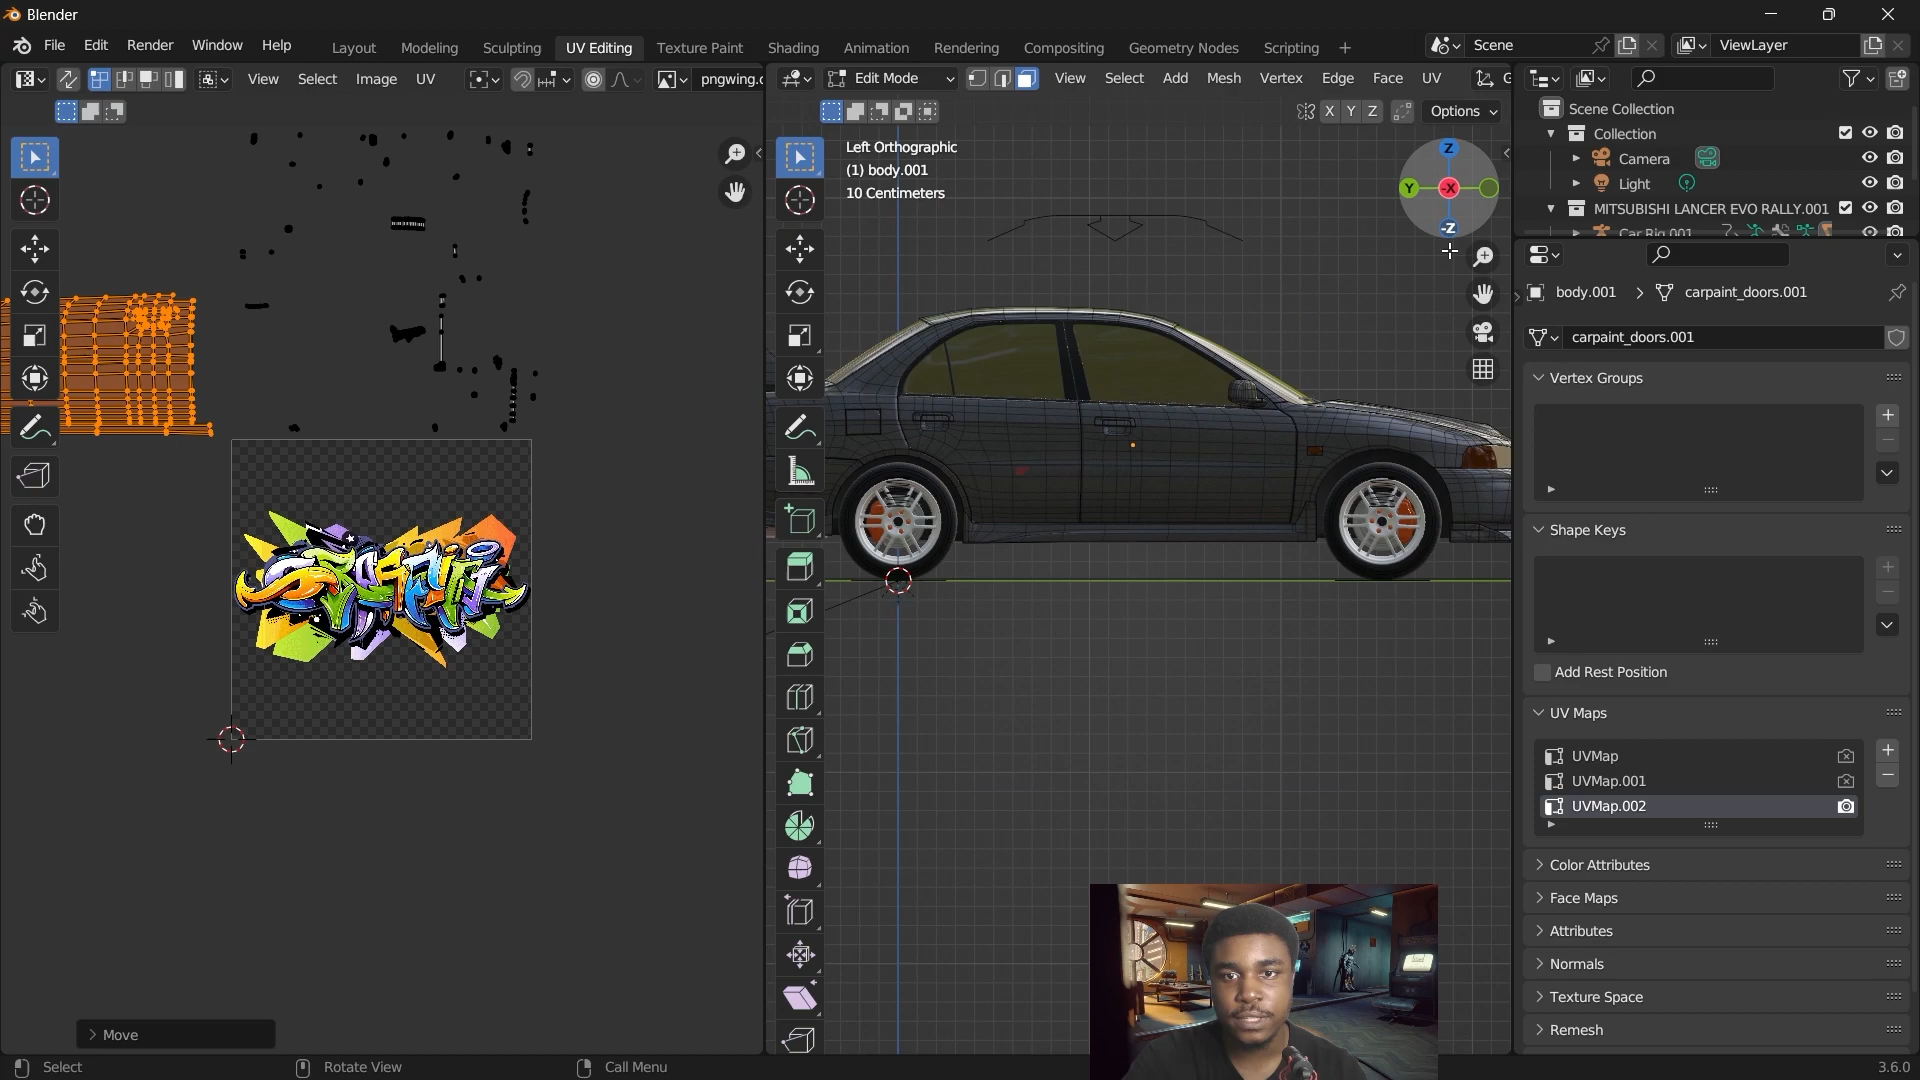 Blender
File Edit Render Window Help
Layout Modeling Sculpting UV Editing Texture Paint Shading Animation Rendering Compositing Geometry Nodes Scripting +
Scene
ViewLayer
View Select Image UV
pngwing.c
Edit Mode
View Select Add Mesh Vertex Edge Face UV
G
X Y Z
Options
Left Orthographic
(1) body.001
10 Centimeters
Z
Y
-X
-Z
Scene Collection
Collection
Camera
Light
MITSUBISHI LANCER EVO RALLY.001
Car Rig.001
body.001 > carpaint_doors.001
carpaint_doors.001
Vertex Groups
Shape Keys
Add Rest Position
UV Maps
UVMap
UVMap.001
UVMap.002
Color Attributes
Face Maps
Attributes
Normals
Texture Space
Remesh
Move
Select
Rotate View
Call Menu
3.6.0